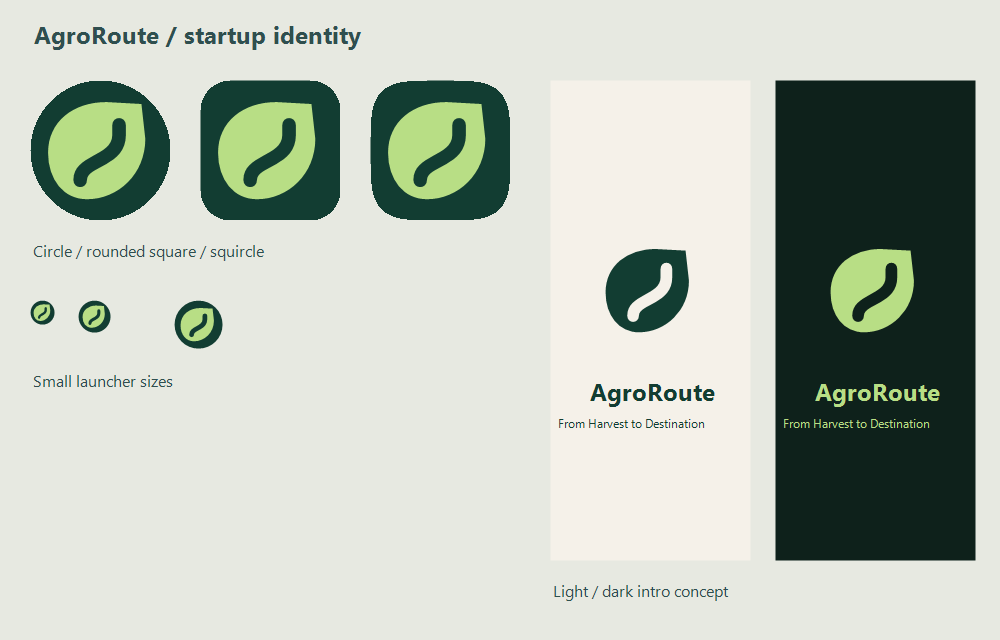 AgroRoute / startup identity
Circle / rounded square / squircle
Small launcher sizes
AgroRoute
From Harvest to Destination
AgroRoute
From Harvest to Destination
Light / dark intro concept